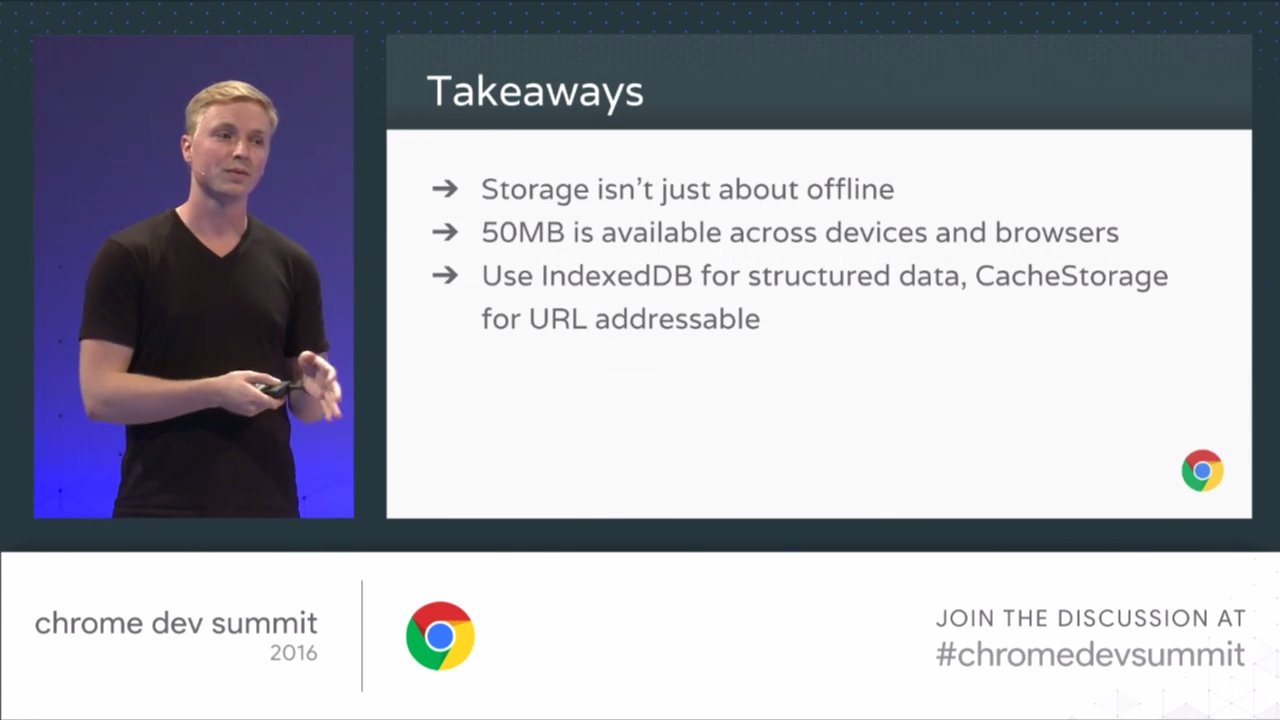 Takeaways
➔ Storage isn't just about offline
➔ 50MB is available across devices and browsers
➔ Use IndexedDB for structured data, CacheStorage
for URL addressable
chrome dev summit
2016
JOIN THE DISCUSSION AT
#chromedevsummit